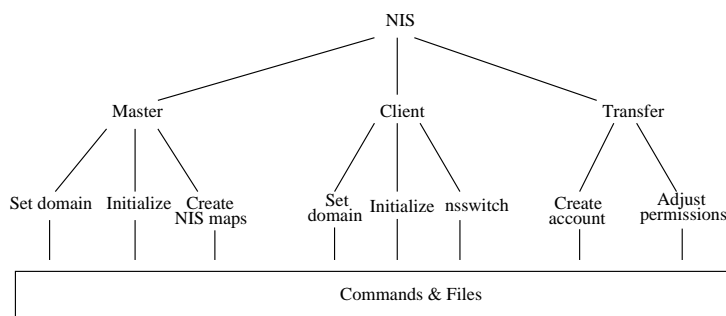 NIS
Master
Client
Transfer
Set domain
Initialize
Create
NIS maps
Set
domain
Initialize
nsswitch
Create
account
Adjust
permissions
Commands & Files